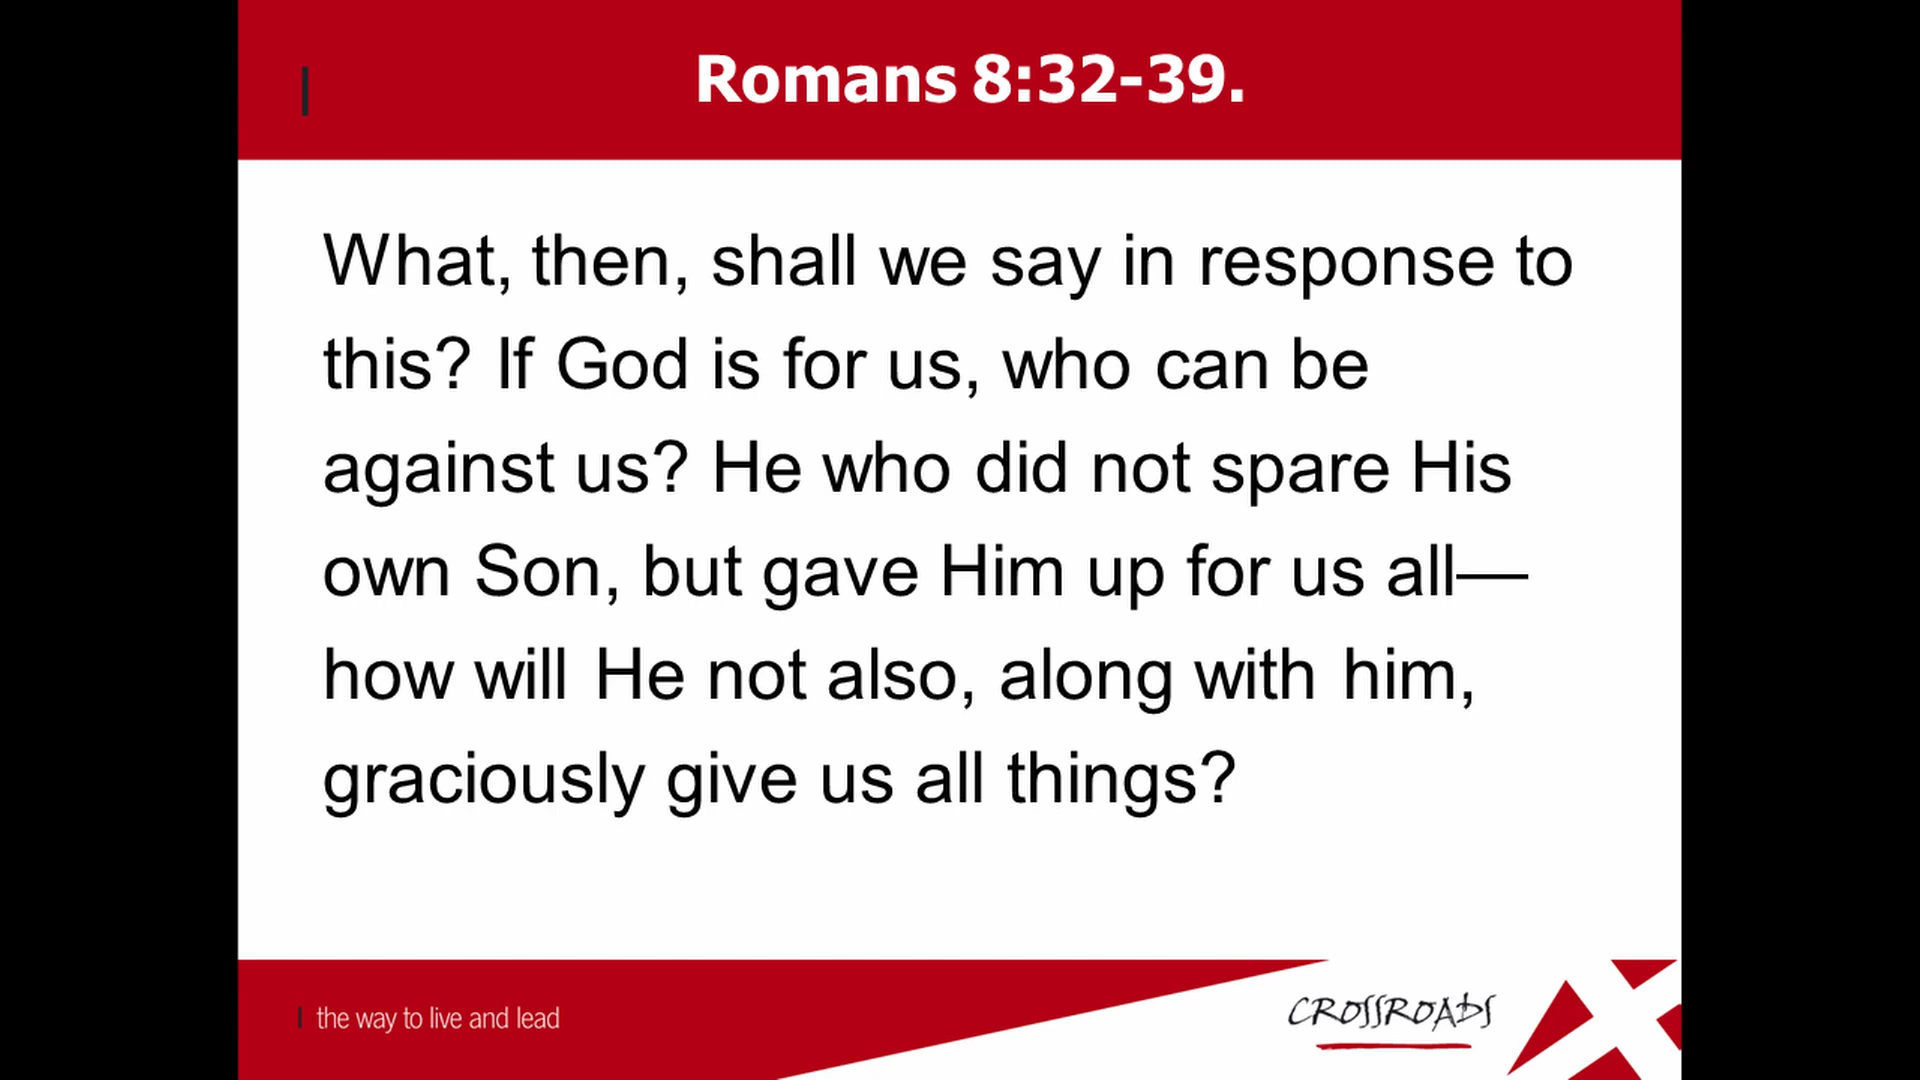 Romans 8:32-39.
What, then, shall we say in response to
this? If God is for us, who can be
against us? He who did not spare His
own Son, but gave Him up for us all—
how will He not also, along with him,
graciously give us all things?
the way to live and lead
CROSSROADS